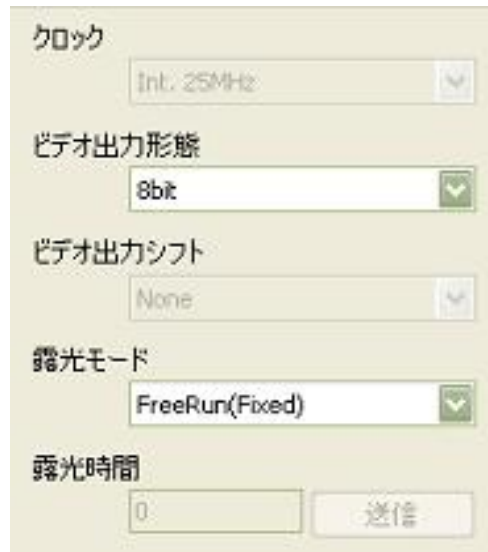 クロック
Int. 25MHz
ビデオ出力形態
8bit
ビデオ出力シフト
None
露光モード
FreeRun(Fixed)
露光時間
0 送信